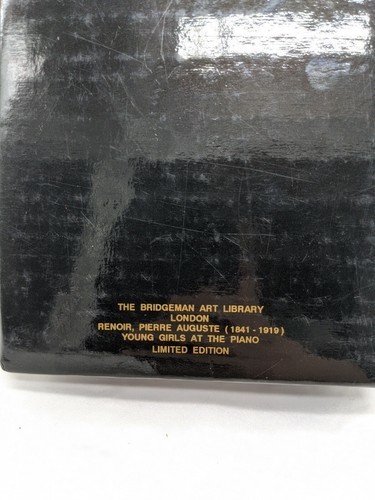 THE BRIDGEMAN ART LIBRARY
LONDON
RENOIR, PIERRE AUGUSTE (1841-1919)
YOUNG GIRLS AT THE PIANO
LIMITED EDITION